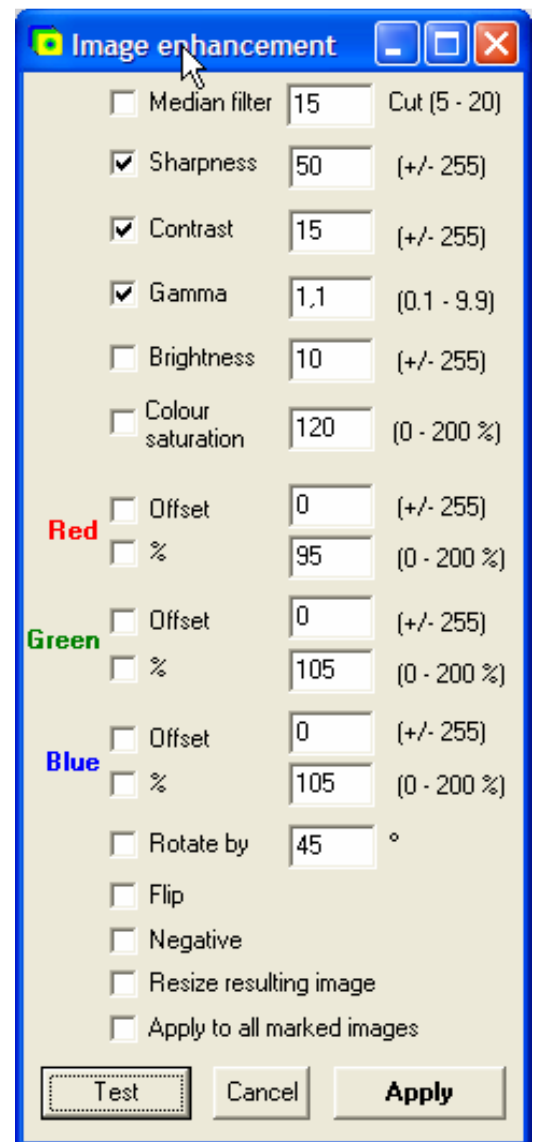 Image enhancement
Median filter 15 Cut (5 - 20)
Sharpness 50 (+/- 255)
Contrast 15 (+/- 255)
Gamma 1,1 (0.1 - 9.9)
Brightness 10 (+/- 255)
Colour
saturation 120 (0 - 200 %)
Offset 0 (+/- 255)
Red
% 95 (0 - 200 %)
Offset 0 (+/- 255)
Green
% 105 (0 - 200 %)
Offset 0 (+/- 255)
Blue
% 105 (0 - 200 %)
Rotate by 45 °
Flip
Negative
Resize resulting image
Apply to all marked images
Test Cancel Apply